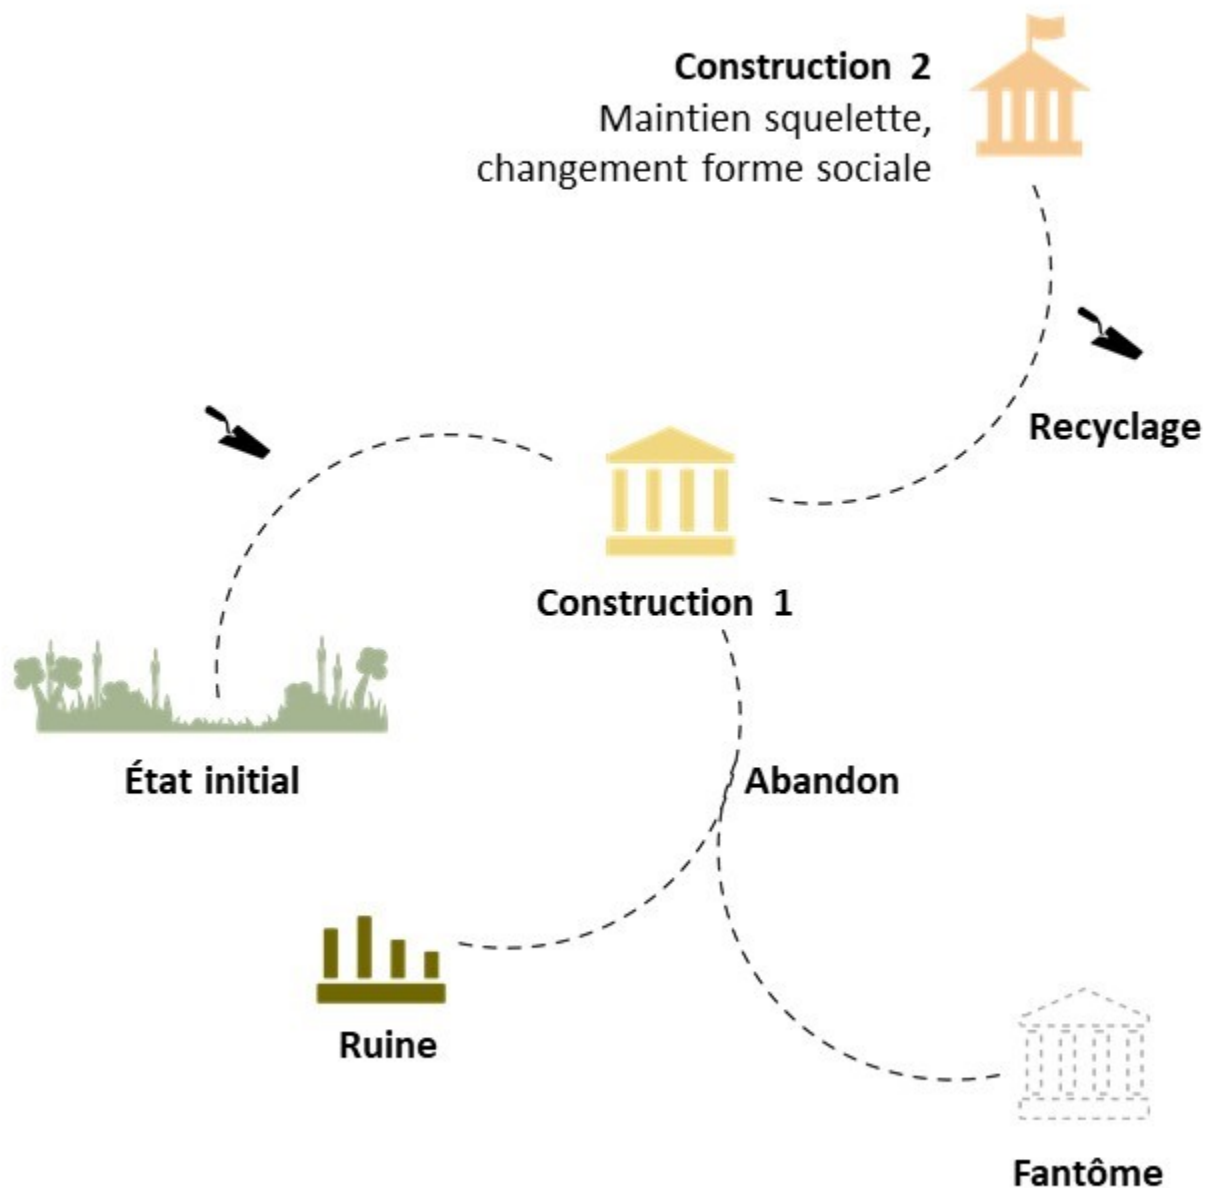 Construction 2
Maintien squelette,
changement forme sociale
Recyclage
Construction 1
État initial
Abandon
Ruine
Fantôme